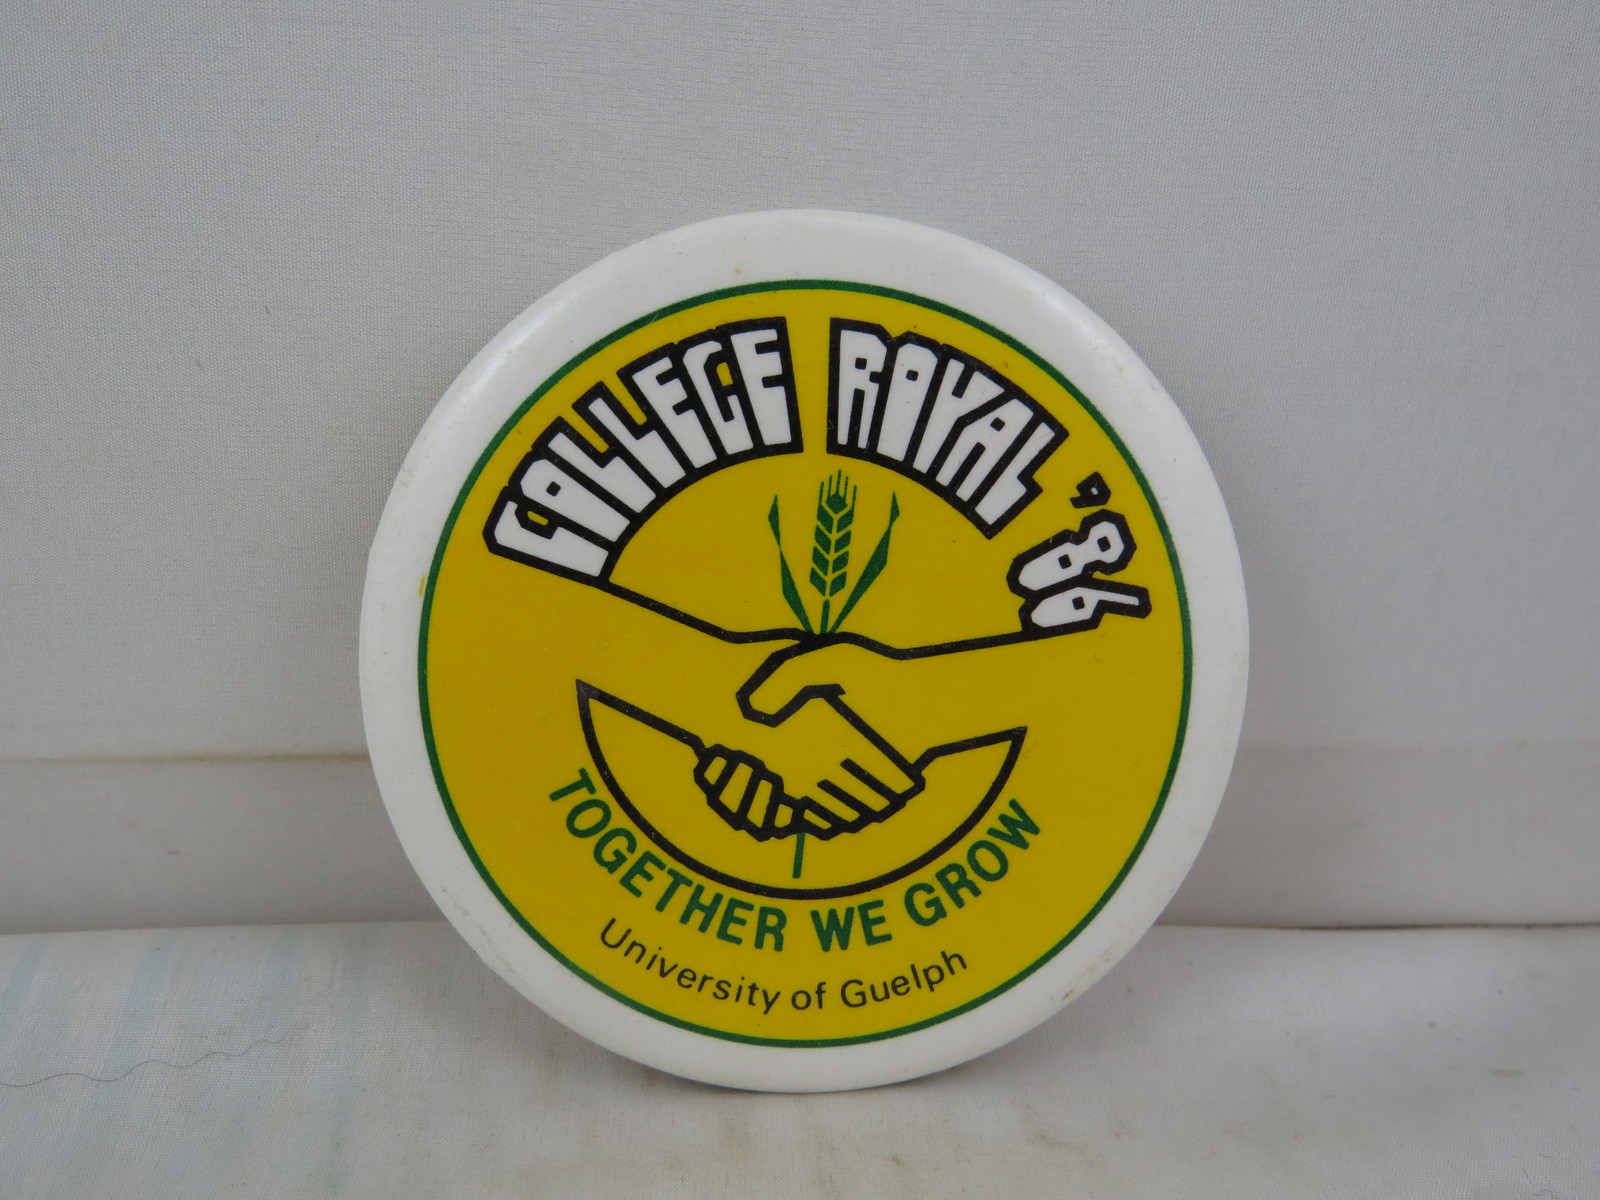 COLLEGE ROYAL '86
TOGETHER WE GROW
University of Guelph